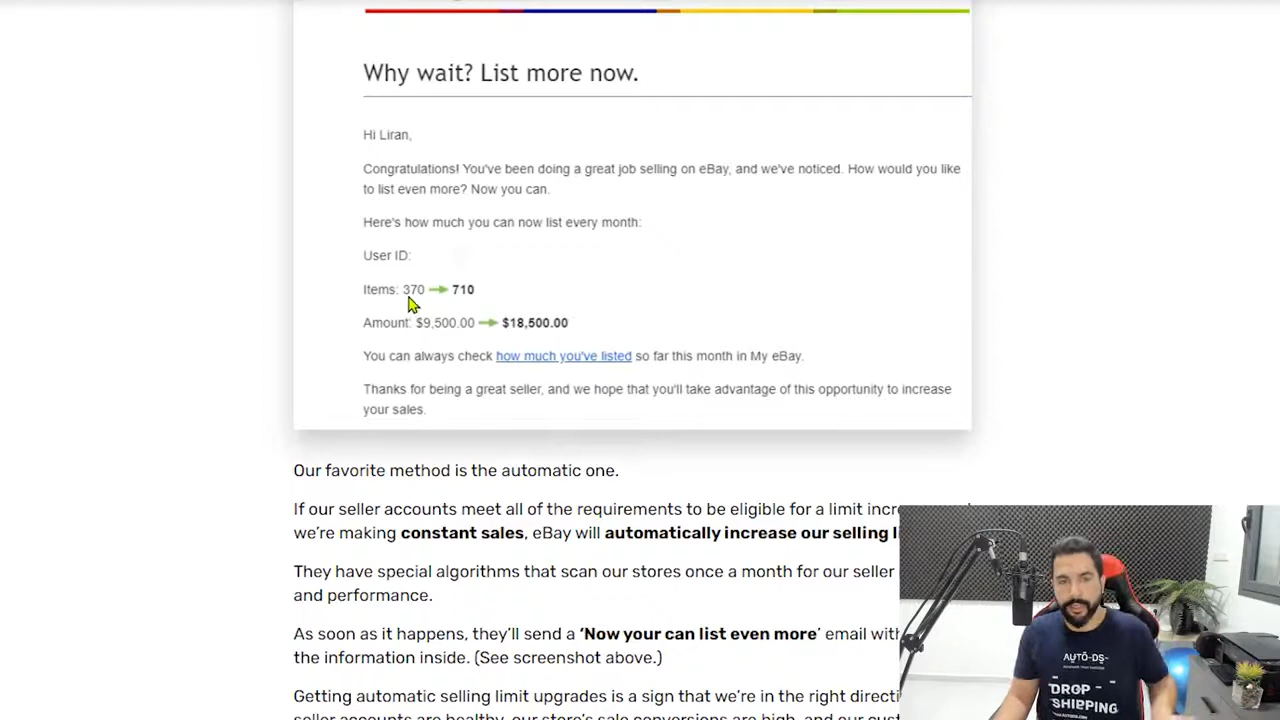 Why wait? List more now.
Hi Liran,
Congratulations! You've been doing a great job selling on eBay, and we've noticed. How would you like
to list even more? Now you can.
Here's how much you can now list every month:
User ID:
Items: 370 710
Amount: $9,500.00 $18,500.00
You can always check how much you've listed so far this month in My eBay.
Thanks for being a great seller, and we hope that you'll take advantage of this opportunity to increase
your sales.
Our favorite method is the automatic one.
If our seller accounts meet all of the requirements to be eligible for a limit
we're making constant sales, eBay will automatically increase our selling
They have special algorithms that scan our stores once a month for our seller
and performance.
As soon as it happens, they'll send a 'Now your can list even more' email
the information inside. (See screenshot above.)
Getting automatic selling limit upgrades is a sign that we're in the right
seller accounts are healthy, our store's sale conversions are high, and our
AUTO-DS
DROP
SHIPPING